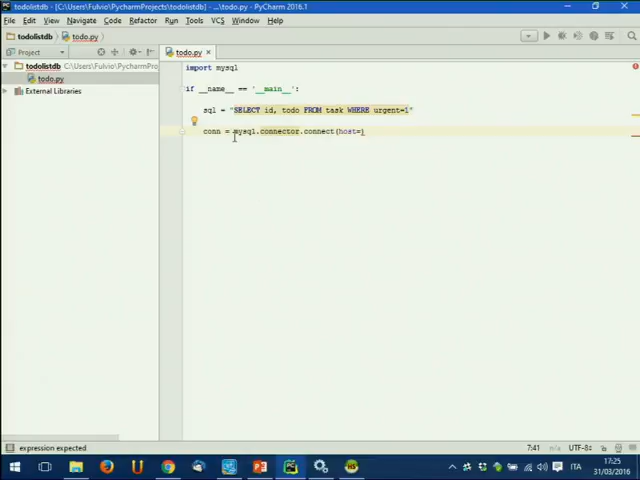 todolistdb - [C:\Users\Fulvio\PycharmProjects\todolistdb] - ...\todo.py - PyCharm 2016.1
File Edit View Navigate Code Refactor Run Tools VCS Window Help
todolistdb todo.py
Project todo.py
todolistdb C:\Users\Fulvio\PycharmProj
todo.py
External Libraries
import mysql
if __name__ == '__main__':
sql = "SELECT id, todo FROM task WHERE urgent=1"
conn = mysql.connector.connect(host=)
expression expected 7:41 n/a UTF-8
ITA 17:25
31/03/2016